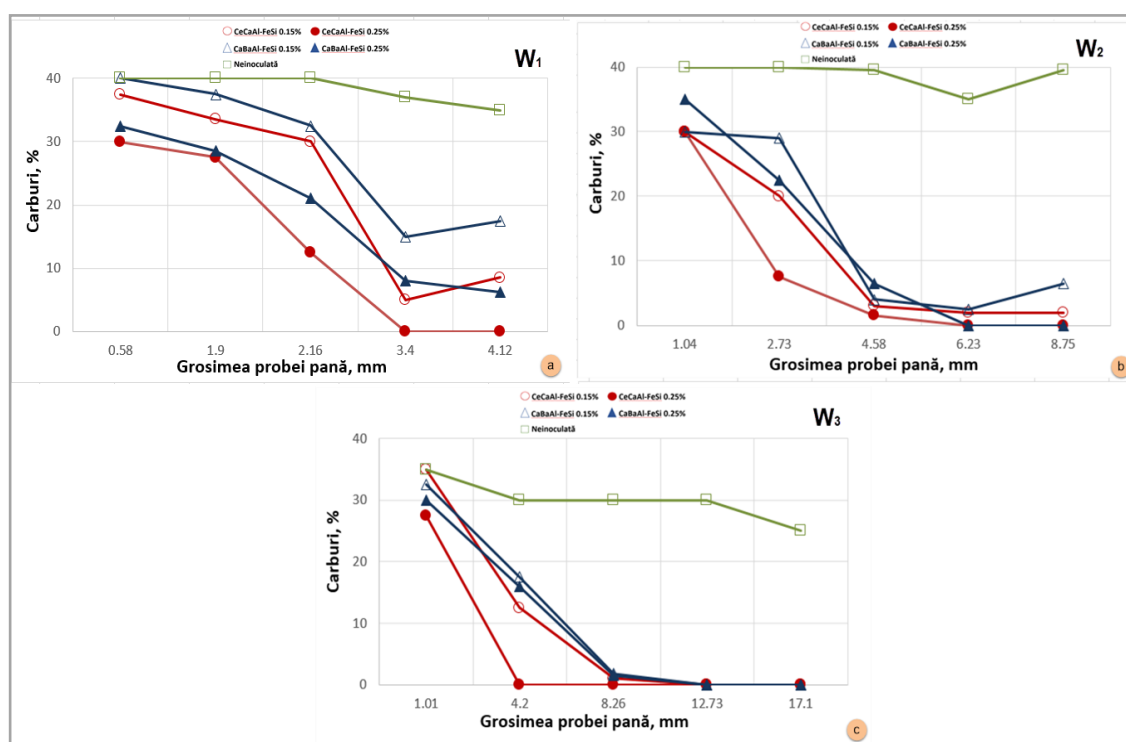 CeCaAl-FeSi 0.15% CeCaAl-FeSi 0.25%
CaBaAl-FeSi 0.15% CaBaAl-FeSi 0.25%
Neinoculată
W1
Carburi, %
40
30
20
10
0
0.58 1.9 2.16 3.4 4.12
Grosimea probei pană, mm
a
CeCaAl-FeSi 0.15% CeCaAl-FeSi 0.25%
CaBaAl-FeSi 0.15% CaBaAl-FeSi 0.25%
Neinoculată
W2
Carburi, %
40
30
20
10
0
1.04 2.73 4.58 6.23 8.75
Grosimea probei pană, mm
b
CeCaAl-FeSi 0.15% CeCaAl-FeSi 0.25%
CaBaAl-FeSi 0.15% CaBaAl-FeSi 0.25%
Neinoculată
W3
Carburi, %
40
30
20
10
0
1.01 4.2 8.26 12.73 17.1
Grosimea probei pană, mm
c